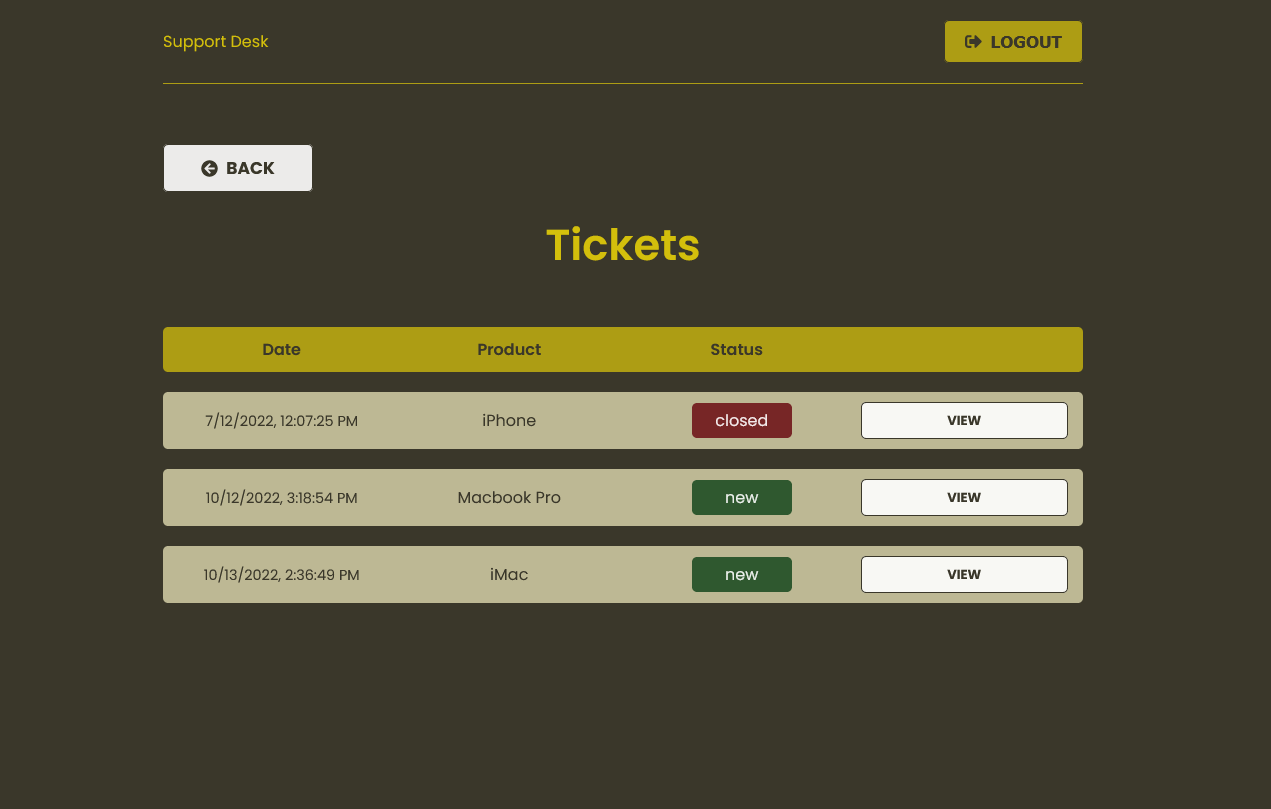 Support Desk
LOGOUT
BACK
Tickets
Date Product Status
7/12/2022, 12:07:25 PM iPhone closed VIEW
10/12/2022, 3:18:54 PM Macbook Pro new VIEW
10/13/2022, 2:36:49 PM iMac new VIEW